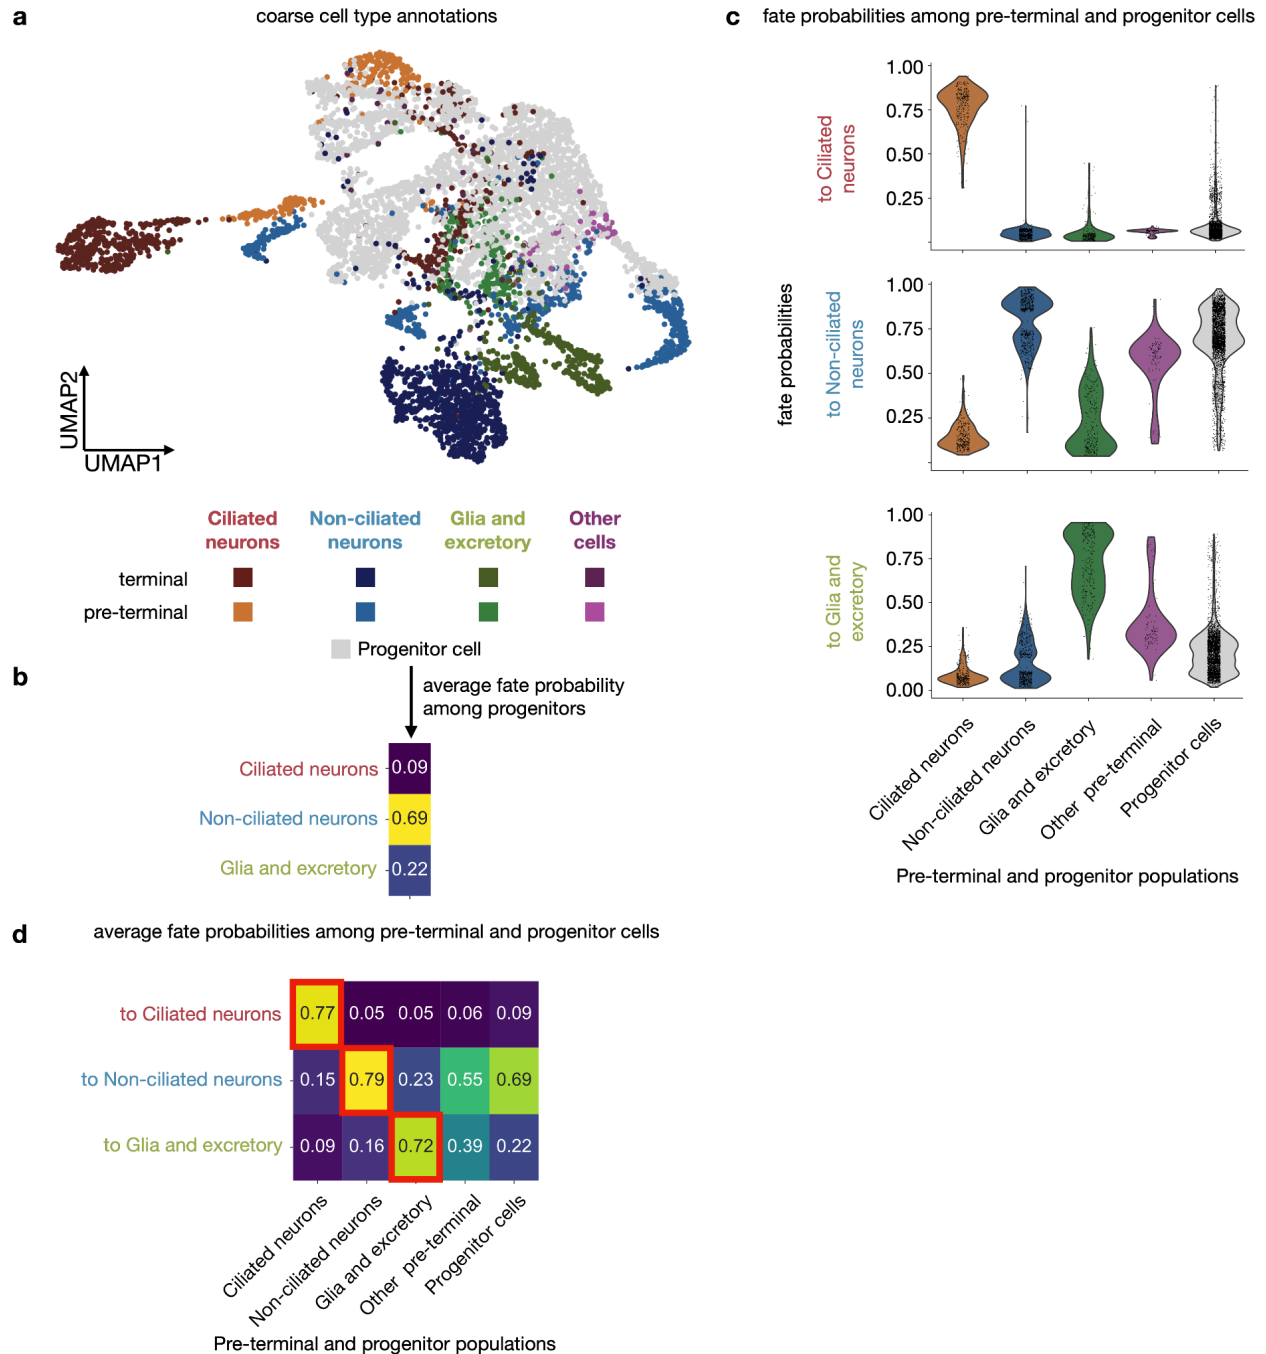 a
coarse cell type annotations
UMAP2
UMAP1
Ciliated
neurons
Non-ciliated
neurons
Glia and
excretory
Other
cells
terminal
pre-terminal
Progenitor cell
b
average fate probability
among progenitors
Ciliated neurons
0.09
Non-ciliated neurons
0.69
Glia and excretory
0.22
c
fate probabilities among pre-terminal and progenitor cells
fate probabilities
to Ciliated
neurons
1.00
0.75
0.50
0.25
to Non-ciliated
neurons
1.00
0.75
0.50
0.25
to Glia and
excretory
1.00
0.75
0.50
0.25
0.00
Ciliated neurons
Non-ciliated neurons
Glia and excretory
Other pre-terminal
Progenitor cells
Pre-terminal and progenitor populations
d
average fate probabilities among pre-terminal and progenitor cells
to Ciliated neurons
0.77 0.05 0.05 0.06 0.09
to Non-ciliated neurons
0.15 0.79 0.23 0.55 0.69
to Glia and excretory
0.09 0.16 0.72 0.39 0.22
Ciliated neurons
Non-ciliated neurons
Glia and excretory
Other pre-terminal
Progenitor cells
Pre-terminal and progenitor populations